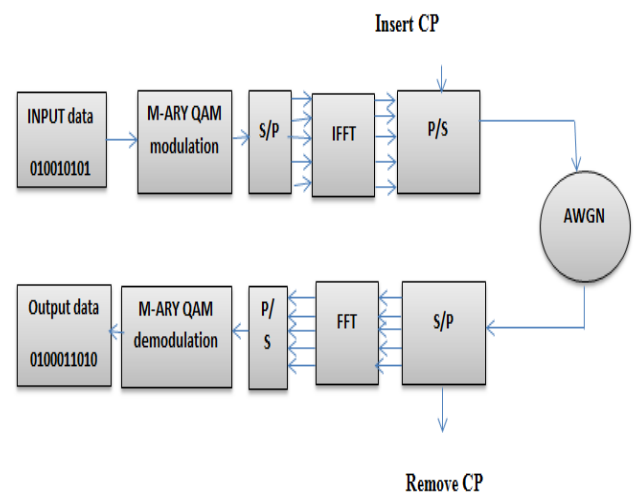 Insert CP
INPUT data
010010101
M-ARY QAM
modulation
S/P
IFFT
P/S
AWGN
Output data
0100011010
M-ARY QAM
demodulation
P/
S
FFT
S/P
Remove CP